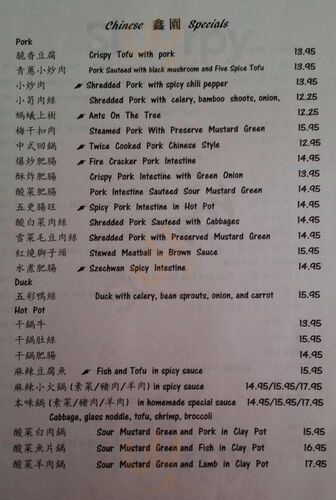 Chinese 鑫園 Specials
Pork
脆香豆腐 Crispy Tofu with pork 13.95
青蔥小炒肉 Pork Sauteed with black mushroom and Five Spice Tofu 13.95
小炒肉 Shredded Pork with spicy chili pepper 13.95
小筍肉絲 Shredded Pork with celery, bamboo shoots, onion, 12.25
螞蟻上樹 Ants On The Tree 12.25
梅干扣肉 Steamed Pork With Preserve Mustard Green 15.95
中式回鍋 Twice Cooked Pork Chinese Style 12.95
爆炒肥腸 Fire Cracker Pork Intestine 14.95
酥炸肥腸 Crispy Pork Intestine with Green Onion 13.95
酸菜肥腸 Pork Intestine Sauteed Sour Mustard Green 14.95
五更腸旺 Spicy Pork Intestine in Hot Pot 14.95
酸白菜肉絲 Shredded Pork Sauteed with Cabbages 14.95
雪菜毛豆肉絲 Shredded Pork with Preserved Mustard Green 14.95
紅燒獅子頭 Stewed Meatball in Brown Sauce 15.95
水煮肥腸 Szechwan Spicy Intestine 14.95
Duck
五彩鴨絲 Duck with celery, bean sprouts, onion, and carrot 15.95
Hot Pot
干鍋牛 13.95
干鍋肚絲 15.95
干鍋肥腸 14.95
麻辣豆腐魚 Fish and Tofu in spicy sauce 15.95
麻辣小火鍋 (素菜/豬肉/羊肉) in spicy sauce 14.95/15.95/17.95
本味鍋 (素菜/豬肉/羊肉) in homemade special sauce 14.95/15.95/17.95
Cabbage, glass noddle, tofu, shrimp, broccoli
酸菜白肉鍋 Sour Mustard Green and Pork in Clay Pot 15.95
酸菜魚片鍋 Sour Mustard Green and Fish in Clay Pot 16.95
酸菜羊肉鍋 Sour Mustard Green and Lamb in Clay Pot 17.95